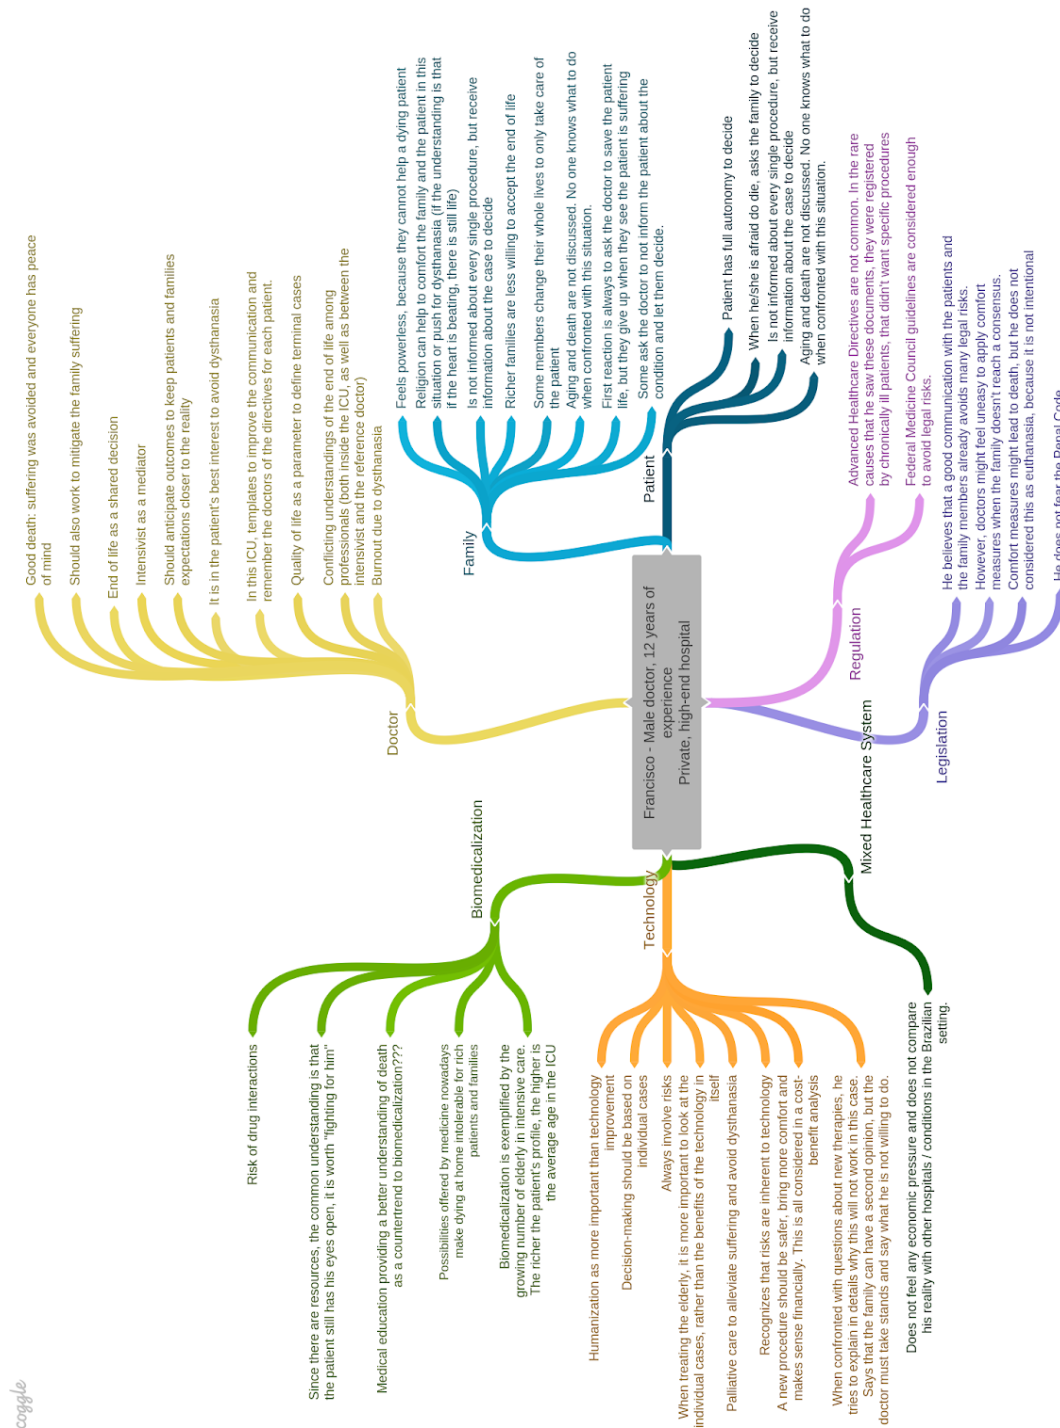 coggle
Francisco - Male doctor, 12 years of
experience
Private, high-end hospital
Doctor
Good death: suffering was avoided and everyone has peace
of mind
Should also work to mitigate the family suffering
End of life as a shared decision
Intensivist as a mediator
Should anticipate outcomes to keep patients and families
expectations closer to the reality
It is in the patient's best interest to avoid dysthanasia
In this ICU, templates to improve the communication and
remember the doctors of the directives for each patient.
Quality of life as a parameter to define terminal cases
Conflicting understandings of the end of life among
professionals (both inside the ICU, as well as between the
intensivist and the reference doctor)
Burnout due to dysthanasia
Family
Feels powerless, because they cannot help a dying patient
Religion can help to comfort the family and the patient in this
situation or push for dysthanasia (if the understanding is that
if the heart is beating, there is still life)
Is not informed about every single procedure, but receive
information about the case to decide
Richer families are less willing to accept the end of life
Some members change their whole lives to only take care of
the patient
Aging and death are not discussed. No one knows what to do
when confronted with this situation.
First reaction is always to ask the doctor to save the patient
life, but they give up when they see the patient is suffering
Some ask the doctor to not inform the patient about the
condition and let them decide.
Patient
Patient has full autonomy to decide
When he/she is afraid do die, asks the family to decide
Is not informed about every single procedure, but receive
information about the case to decide
Aging and death are not discussed. No one knows what to do
when confronted with this situation.
Regulation
Advanced Healthcare Directives are not common. In the rare
causes that he saw these documents, they were registered
by chronically ill patients, that didn't want specific procedures
Federal Medicine Council guidelines are considered enough
to avoid legal risks.
Legislation
He believes that a good communication with the patients and
the family members already avoids many legal risks.
However, doctors might feel uneasy to apply comfort
measures when the family doesn't reach a consensus.
Comfort measures might lead to death, but he does not
considered this as euthanasia, because it is not intentional
He does not fear the Penal Code
Biomedicalization
Risk of drug interactions
Since there are resources, the common understanding is that
the patient still has his eyes open, it is worth "fighting for him"
Medical education providing a better understanding of death
as a countertrend to biomedicalization???
Possibilities offered by medicine nowadays
make dying at home intolerable for rich
patients and families
Biomedicalization is exemplified by the
growing number of elderly in intensive care.
The richer the patient's profile, the higher is
the average age in the ICU
Technology
Humanization as more important than technology
improvement
Decision-making should be based on
individual cases
Always involve risks
When treating the elderly, it is more important to look at the
individual cases, rather than the benefits of the technology in
itself
Palliative care to alleviate suffering and avoid dysthanasia
Recognizes that risks are inherent to technology
A new procedure should be safer, bring more comfort and
makes sense financially. This is all considered in a cost-
benefit analysis
When confronted with questions about new therapies, he
tries to explain in details why this will not work in this case.
Says that the family can have a second opinion, but the
doctor must take stands and say what he is not willing to do.
Mixed Healthcare System
Does not feel any economic pressure and does not compare
his reality with other hospitals / conditions in the Brazilian
setting.